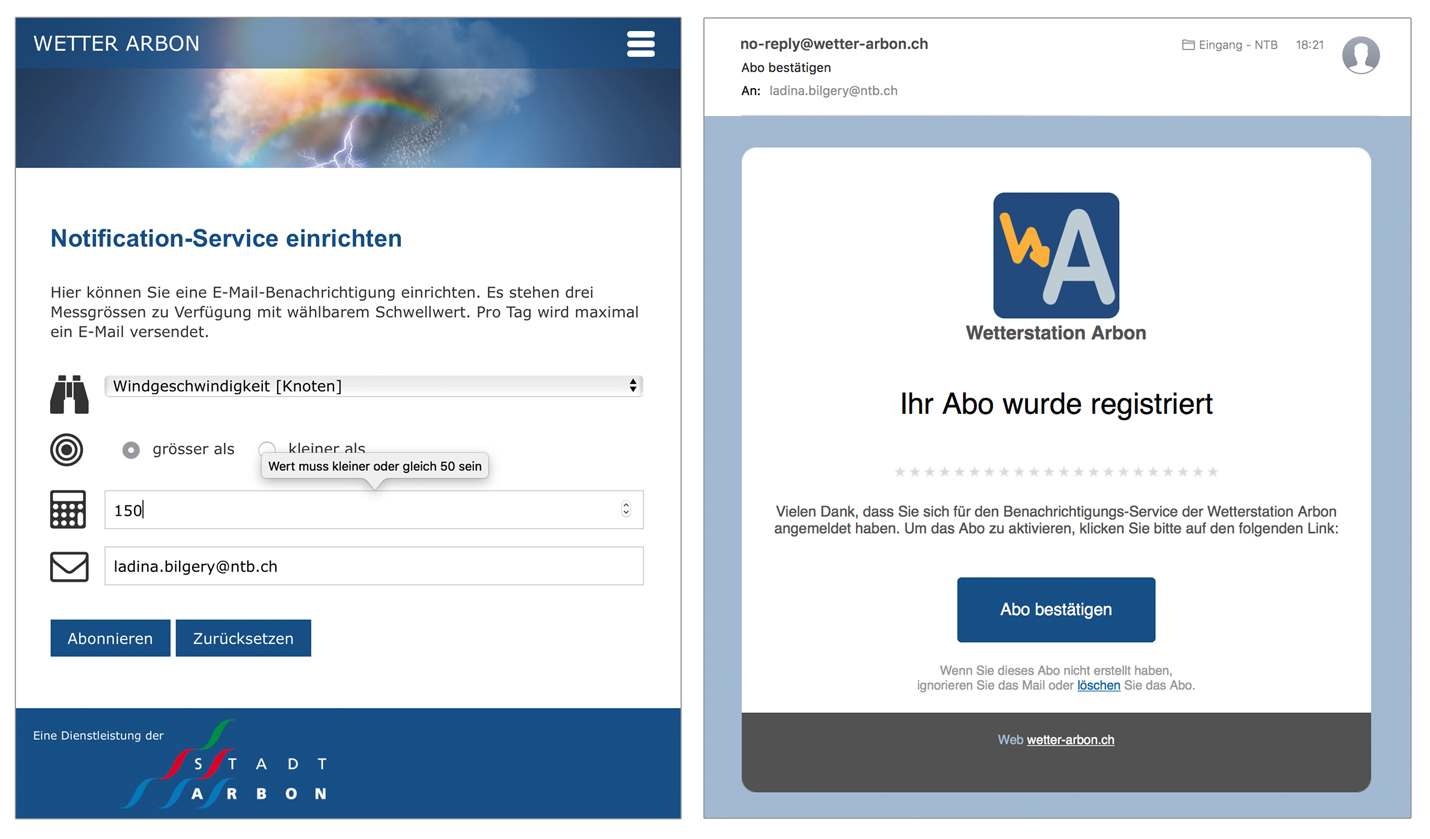 WETTER ARBON
Notification-Service einrichten
Hier können Sie eine E-Mail-Benachrichtigung einrichten. Es stehen drei
Messgrössen zu Verfügung mit wählbarem Schwellwert. Pro Tag wird maximal
ein E-Mail versendet.
Windgeschwindigkeit [Knoten]
grösser als
kleiner als
Wert muss kleiner oder gleich 50 sein
150
ladina.bilgery@ntb.ch
Abonnieren
Zurücksetzen
Eine Dienstleistung der
STADT
ARBON
no-reply@wetter-arbon.ch
Eingang - NTB 18:21
Abo bestätigen
An: ladina.bilgery@ntb.ch
WA
Wetterstation Arbon
Ihr Abo wurde registriert
Vielen Dank, dass Sie sich für den Benachrichtigungs-Service der Wetterstation Arbon
angemeldet haben. Um das Abo zu aktivieren, klicken Sie bitte auf den folgenden Link:
Abo bestätigen
Wenn Sie dieses Abo nicht erstellt haben,
ignorieren Sie das Mail oder löschen Sie das Abo.
Web wetter-arbon.ch